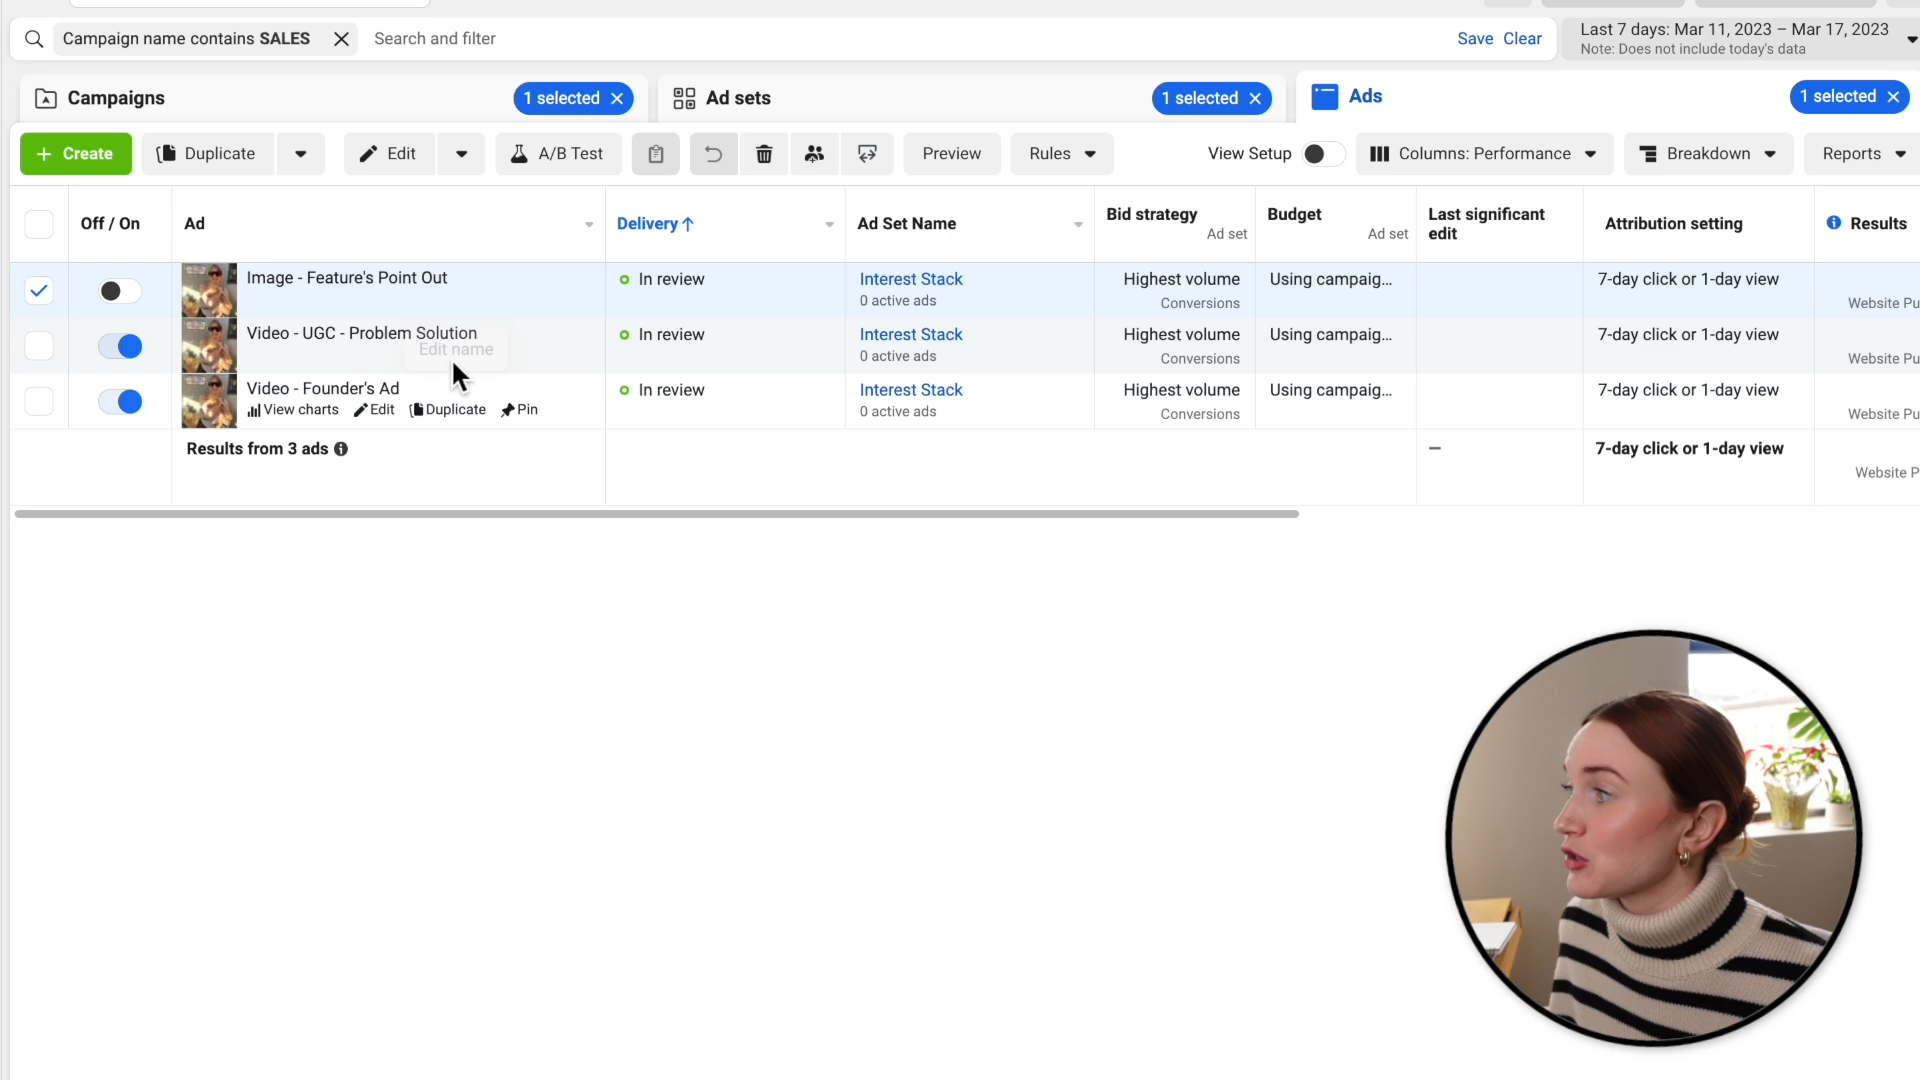 Campaign name contains SALES
Search and filter
Save Clear
Last 7 days: Mar 11, 2023 – Mar 17, 2023
Note: Does not include today's data
Campaigns
1 selected
Ad sets
1 selected
Ads
1 selected
+ Create
Duplicate
Edit
A/B Test
Preview
Rules
View Setup
Columns: Performance
Breakdown
Reports
Off / On
Ad
Delivery ↑
Ad Set Name
Bid strategy
Ad set
Budget
Ad set
Last significant
edit
Attribution setting
Results
Image - Feature's Point Out
In review
Interest Stack
0 active ads
Highest volume
Conversions
Using campaig...
7-day click or 1-day view
Website Pu
Video - UGC - Problem Solution
Edit name
In review
Interest Stack
0 active ads
Highest volume
Conversions
Using campaig...
7-day click or 1-day view
Website Pu
Video - Founder's Ad
View charts Edit Duplicate Pin
In review
Interest Stack
0 active ads
Highest volume
Conversions
Using campaig...
7-day click or 1-day view
Website Pu
Results from 3 ads
—
7-day click or 1-day view
Website P